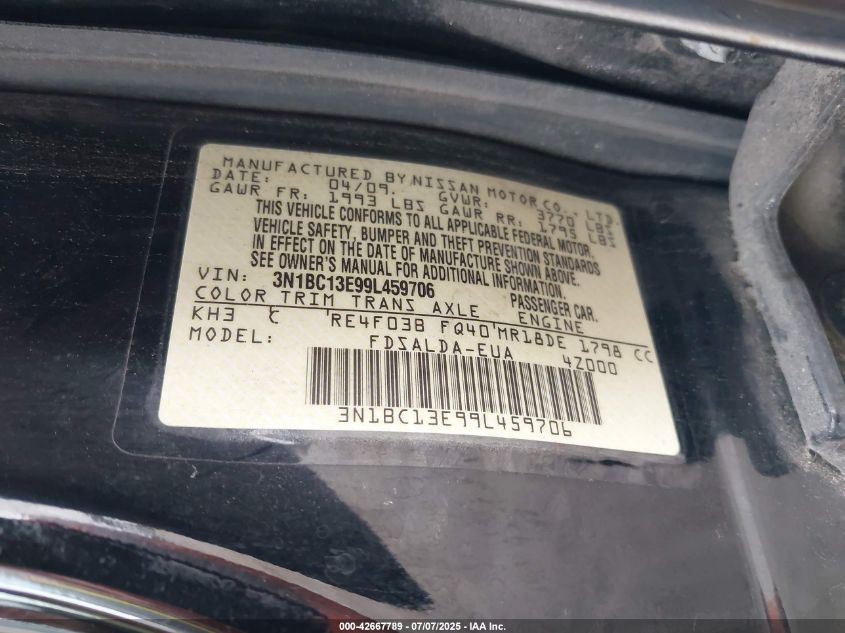 MANUFACTURED BY NISSAN MOTOR CO., LTD.
DATE: 04/09. GVWR: 3770 LBS
GAWR FR: 1993 LBS GAWR RR: 1795 LBS
THIS VEHICLE CONFORMS TO ALL APPLICABLE FEDERAL MOTOR
VEHICLE SAFETY, BUMPER AND THEFT PREVENTION STANDARDS
IN EFFECT ON THE DATE OF MANUFACTURE SHOWN ABOVE.
SEE OWNER'S MANUAL FOR ADDITIONAL INFORMATION.
VIN: 3N1BC13E99L459706 PASSENGER CAR.
COLOR TRIM TRANS AXLE ENGINE
KH3 C RE4F03B FQ40 MR18DE 1798 CC
MODEL: FDSALDA-EUA 4Z000
3N1BC13E99L459706
000-42667789 - 07/07/2025 - IAA Inc.